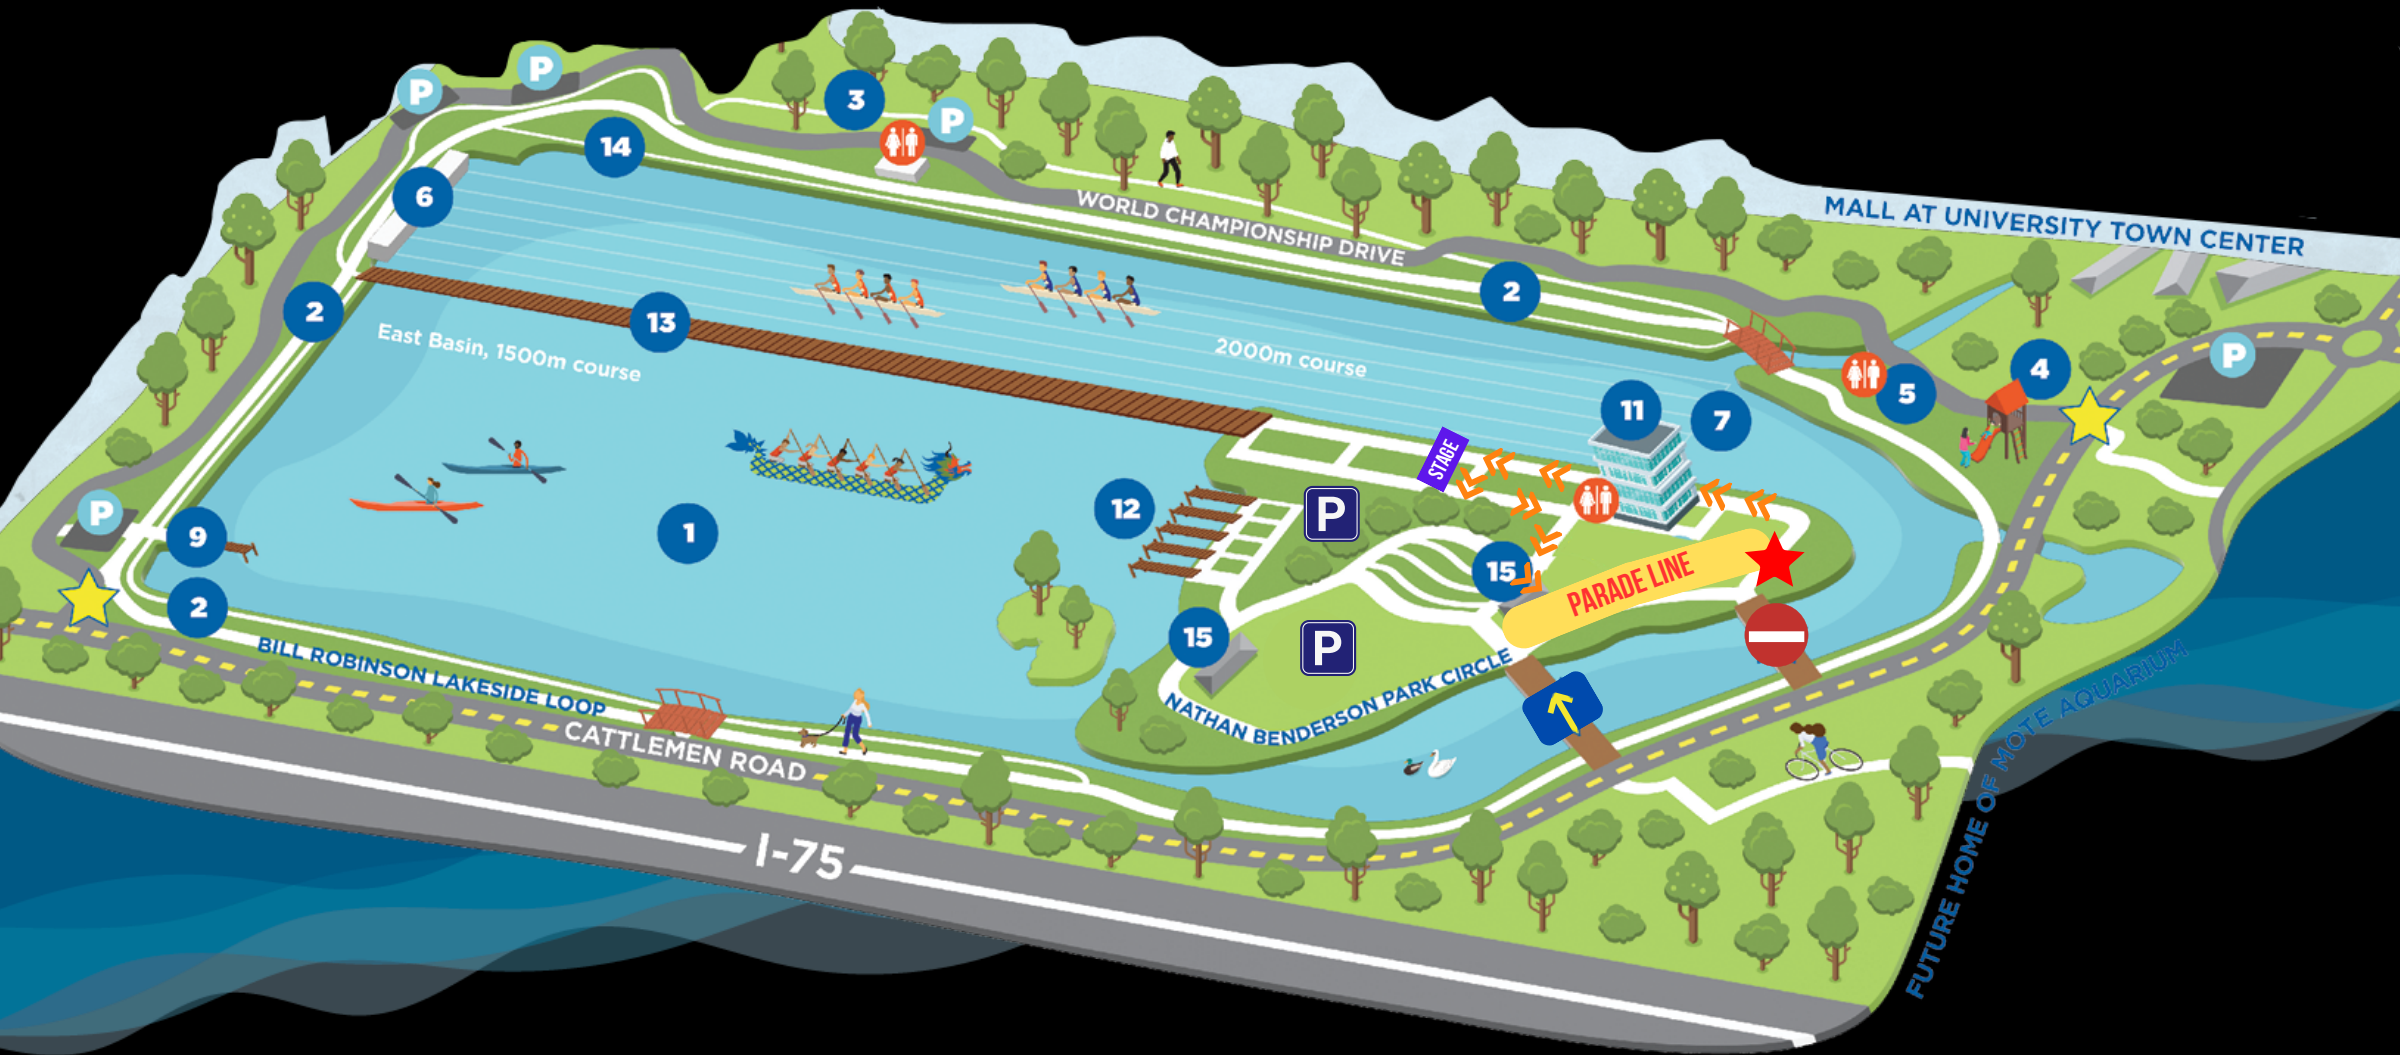 P
P
3
P
14
6
WORLD CHAMPIONSHIP DRIVE
MALL AT UNIVERSITY TOWN CENTER
2
2
13
East Basin, 1500m course
2000m course
P
4
5
11
7
STAGE
12
P
1
P
9
15
PARADE LINE
2
15
P
BILL ROBINSON LAKESIDE LOOP
NATHAN BENDERSON PARK CIRCLE
CATTLEMEN ROAD
I-75
FUTURE HOME OF MOTE AQUARIUM